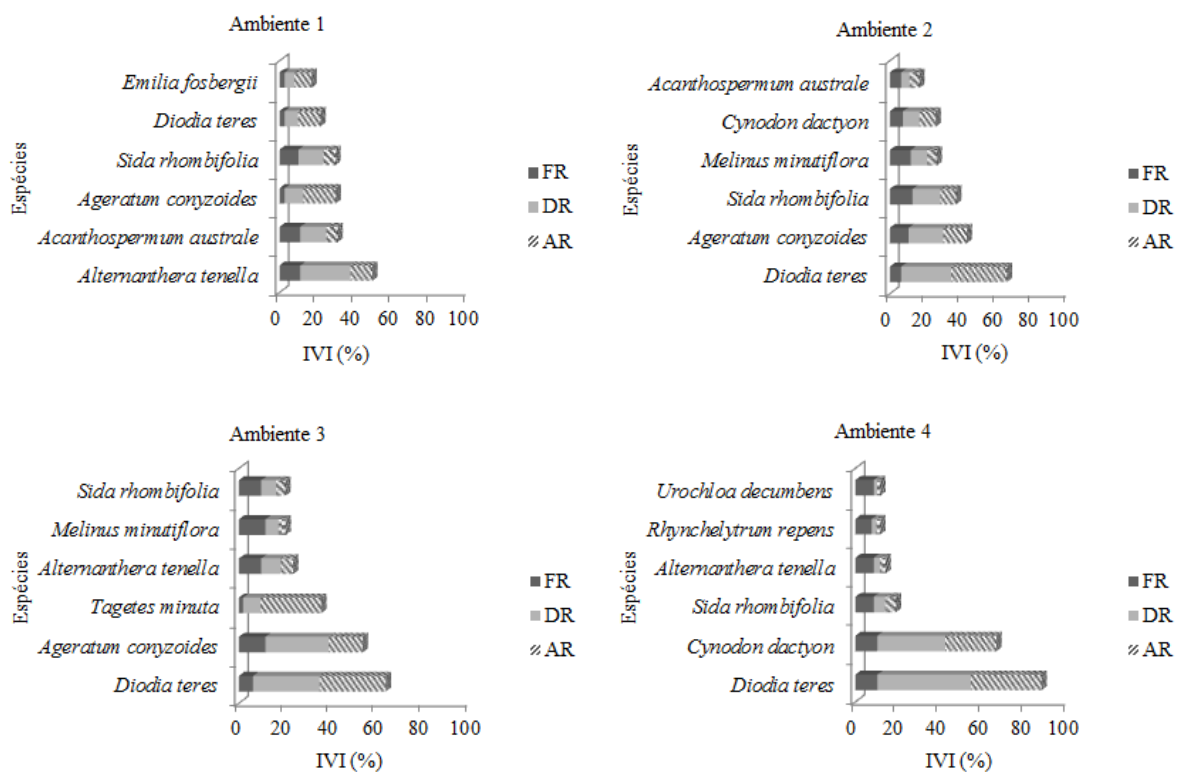 Ambiente 1
Espécies
Emilia fosbergii
Diodia teres
Sida rhombifolia
Ageratum conyzoides
Acanthospermum australe
Alternanthera tenella
0 20 40 60 80 100
IVI (%)
FR
DR
AR
Ambiente 2
Espécies
Acanthospermum australe
Cynodon dactyon
Melinus minutiflora
Sida rhombifolia
Ageratum conyzoides
Diodia teres
0 20 40 60 80 100
IVI (%)
FR
DR
AR
Ambiente 3
Espécies
Sida rhombifolia
Melinus minutiflora
Alternanthera tenella
Tagetes minuta
Ageratum conyzoides
Diodia teres
0 20 40 60 80 100
IVI (%)
FR
DR
AR
Ambiente 4
Espécies
Urochloa decumbens
Rhynchelytrum repens
Alternanthera tenella
Sida rhombifolia
Cynodon dactyon
Diodia teres
0 20 40 60 80 100
IVI (%)
FR
DR
AR